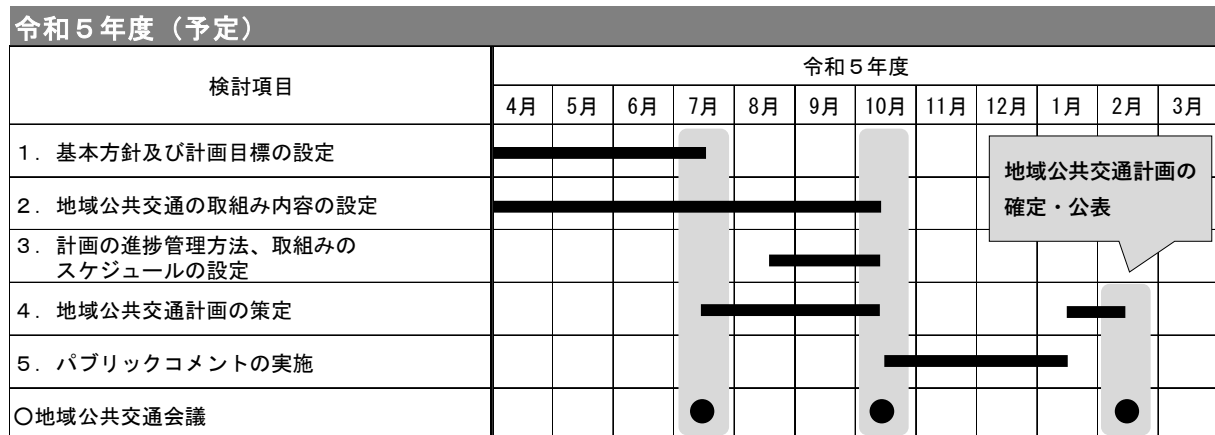 令和５年度（予定）
検討項目
令和５年度
4月 5月 6月 7月 8月 9月 10月 11月 12月 1月 2月 3月
１．基本方針及び計画目標の設定
２．地域公共交通の取組み内容の設定
３．計画の進捗管理方法、取組みの
スケジュールの設定
４．地域公共交通計画の策定
５．パブリックコメントの実施
〇地域公共交通会議
地域公共交通計画の
確定・公表